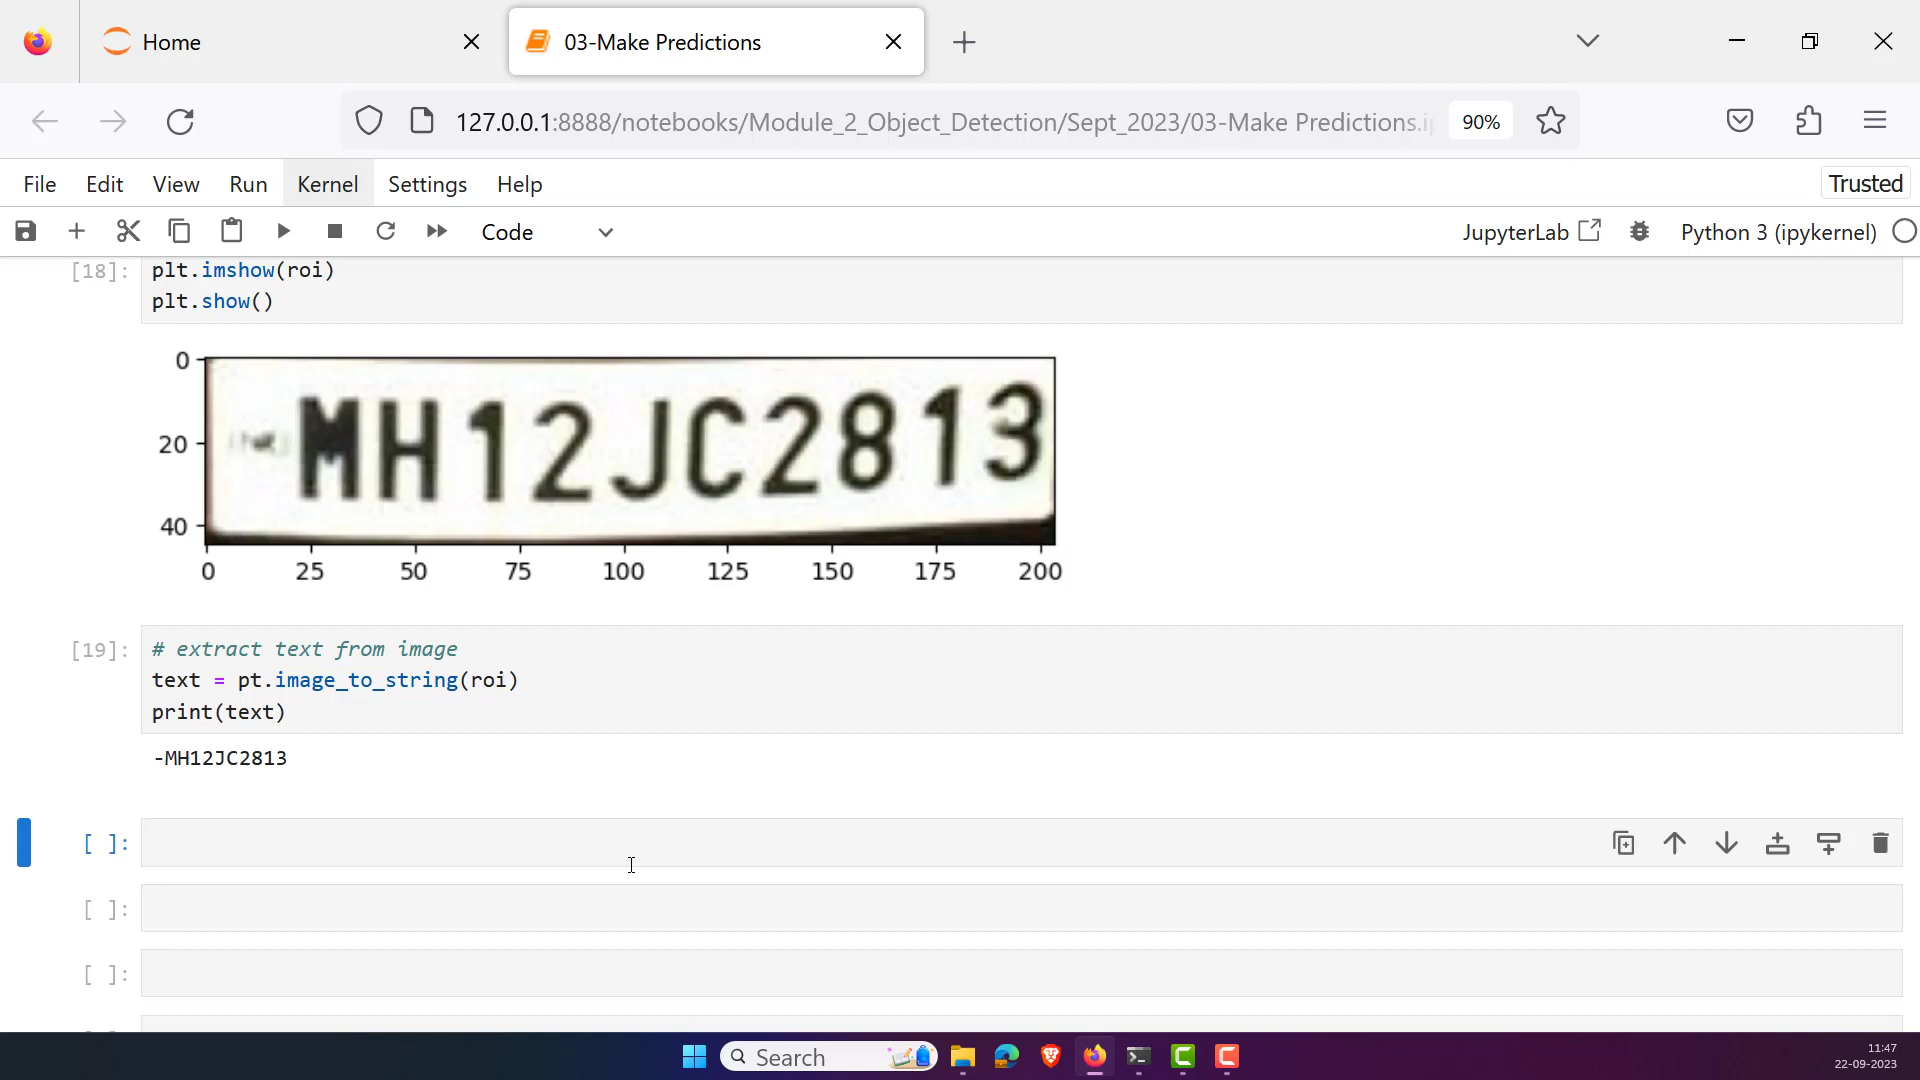 Home
03-Make Predictions
127.0.0.1:8888/notebooks/Module_2_Object_Detection/Sept_2023/03-Make Predictions.i
90%
File Edit View Run Kernel Settings Help
Trusted
Code
JupyterLab
Python 3 (ipykernel)
[18]: plt.imshow(roi)
plt.show()
0
20
40
MH12JC2813
0 25 50 75 100 125 150 175 200
[19]: # extract text from image
text = pt.image_to_string(roi)
print(text)
-MH12JC2813
[ ]:
[ ]:
[ ]:
Search
11:47
22-09-2023